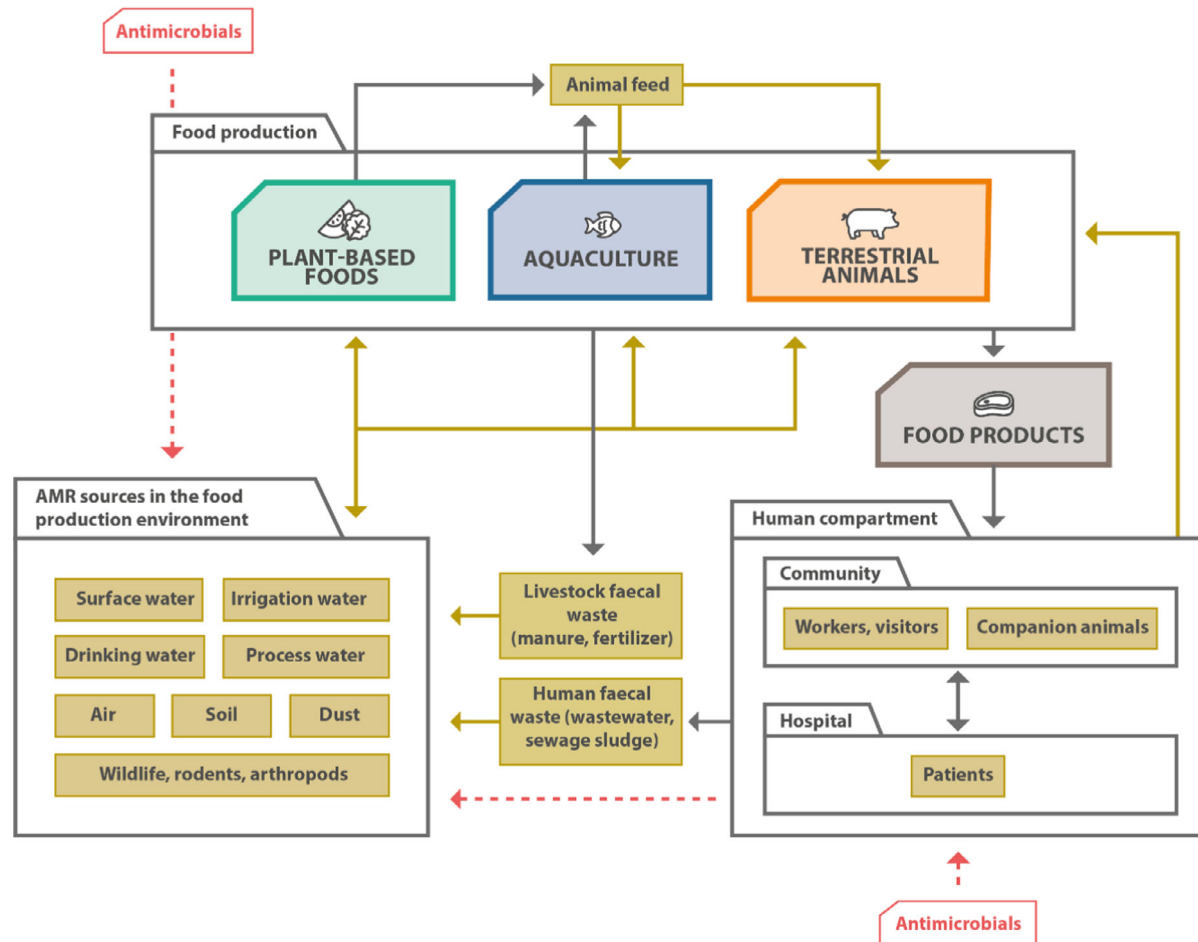 Antimicrobials
Animal feed
Food production
PLANT-BASED
FOODS
AQUACULTURE
TERRESTRIAL
ANIMALS
FOOD PRODUCTS
AMR sources in the food
production environment
Surface water
Irrigation water
Drinking water
Process water
Air
Soil
Dust
Wildlife, rodents, arthropods
Livestock faecal
waste
(manure, fertilizer)
Human faecal
waste (wastewater,
sewage sludge)
Human compartment
Community
Workers, visitors
Companion animals
Hospital
Patients
Antimicrobials